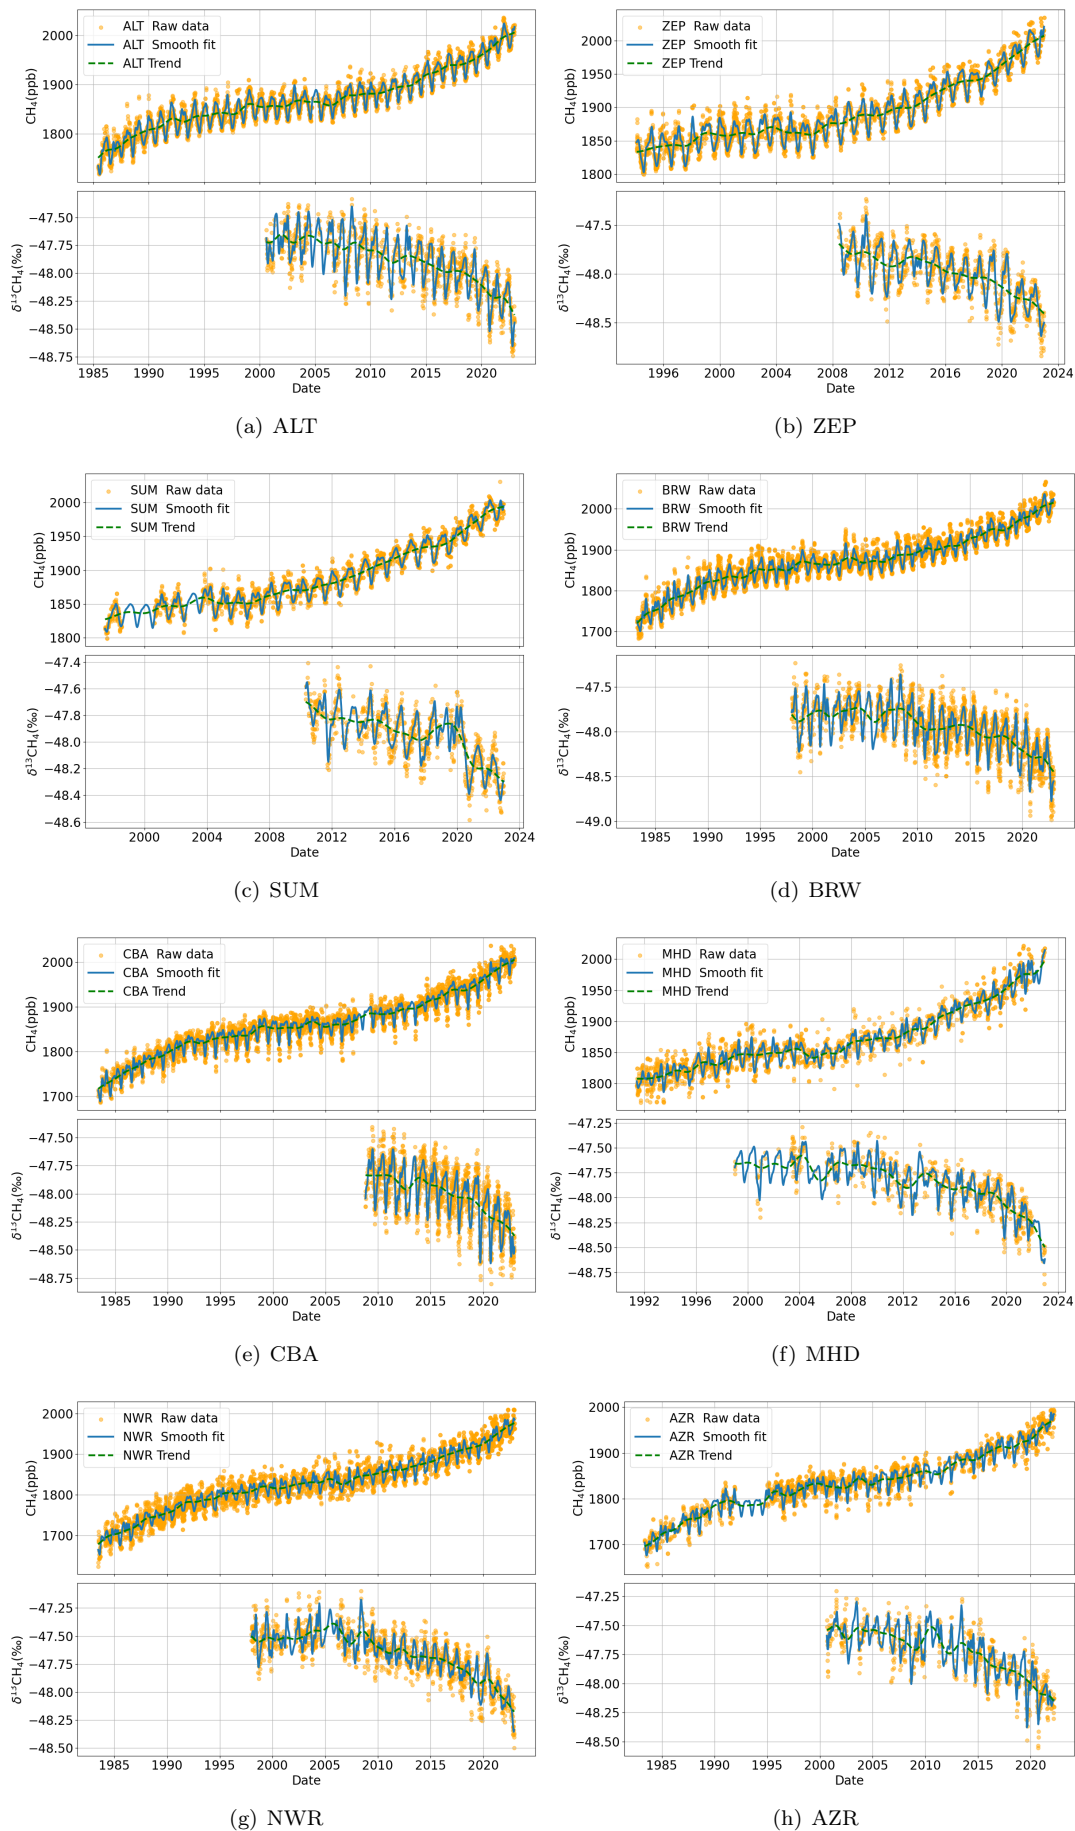 ALT Raw data
ALT Smooth fit
ALT Trend
CH₄(ppb)
2000
1900
1800
δ¹³CH₄(‰)
−47.50
−47.75
−48.00
−48.25
−48.50
−48.75
1985 1990 1995 2000 2005 2010 2015 2020
Date
(a) ALT
ZEP Raw data
ZEP Smooth fit
ZEP Trend
CH₄(ppb)
2000
1950
1900
1850
1800
δ¹³CH₄(‰)
−47.5
−48.0
−48.5
1996 2000 2004 2008 2012 2016 2020 2024
Date
(b) ZEP
SUM Raw data
SUM Smooth fit
SUM Trend
CH₄(ppb)
2000
1950
1900
1850
1800
δ¹³CH₄(‰)
−47.4
−47.6
−47.8
−48.0
−48.2
−48.4
−48.6
2000 2004 2008 2012 2016 2020 2024
Date
(c) SUM
BRW Raw data
BRW Smooth fit
BRW Trend
CH₄(ppb)
2000
1900
1800
1700
δ¹³CH₄(‰)
−47.5
−48.0
−48.5
−49.0
1985 1990 1995 2000 2005 2010 2015 2020
Date
(d) BRW
CBA Raw data
CBA Smooth fit
CBA Trend
CH₄(ppb)
2000
1900
1800
1700
δ¹³CH₄(‰)
−47.50
−47.75
−48.00
−48.25
−48.50
−48.75
1985 1990 1995 2000 2005 2010 2015 2020
Date
(e) CBA
MHD Raw data
MHD Smooth fit
MHD Trend
CH₄(ppb)
2000
1950
1900
1850
1800
δ¹³CH₄(‰)
−47.25
−47.50
−47.75
−48.00
−48.25
−48.50
−48.75
1992 1996 2000 2004 2008 2012 2016 2020 2024
Date
(f) MHD
NWR Raw data
NWR Smooth fit
NWR Trend
CH₄(ppb)
2000
1900
1800
1700
δ¹³CH₄(‰)
−47.25
−47.50
−47.75
−48.00
−48.25
−48.50
1985 1990 1995 2000 2005 2010 2015 2020
Date
(g) NWR
AZR Raw data
AZR Smooth fit
AZR Trend
CH₄(ppb)
2000
1900
1800
1700
δ¹³CH₄(‰)
−47.25
−47.50
−47.75
−48.00
−48.25
−48.50
1985 1990 1995 2000 2005 2010 2015 2020
Date
(h) AZR